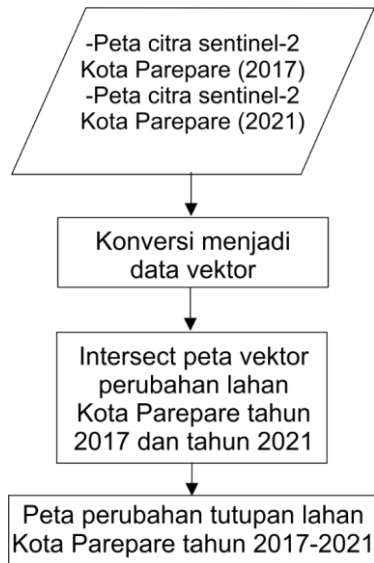 -Peta citra sentinel-2
Kota Parepare (2017)
-Peta citra sentinel-2
Kota Parepare (2021)
Konversi menjadi
data vektor
Intersect peta vektor
perubahan lahan
Kota Parepare tahun
2017 dan tahun 2021
Peta perubahan tutupan lahan
Kota Parepare tahun 2017-2021